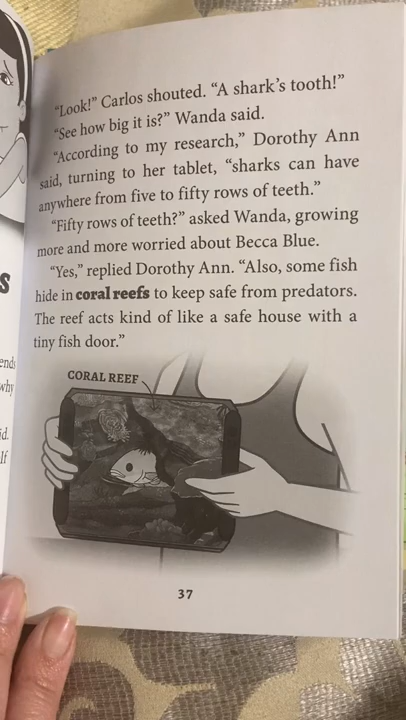 s
ends
why
id.
lf
"Look!" Carlos shouted. "A shark's tooth!"
"See how big it is?" Wanda said.
"According to my research," Dorothy Ann
said, turning to her tablet, "sharks can have
anywhere from five to fifty rows of teeth."
"Fifty rows of teeth?" asked Wanda, growing
more and more worried about Becca Blue.
"Yes," replied Dorothy Ann. "Also, some fish
hide in coral reefs to keep safe from predators.
The reef acts kind of like a safe house with a
tiny fish door."
CORAL REEF
37